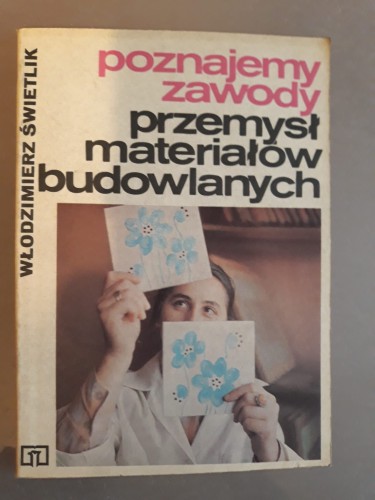 WŁODZIMIERZ ŚWIETLIK
poznajemy
zawody
przemysł
materiałów
budowlanych